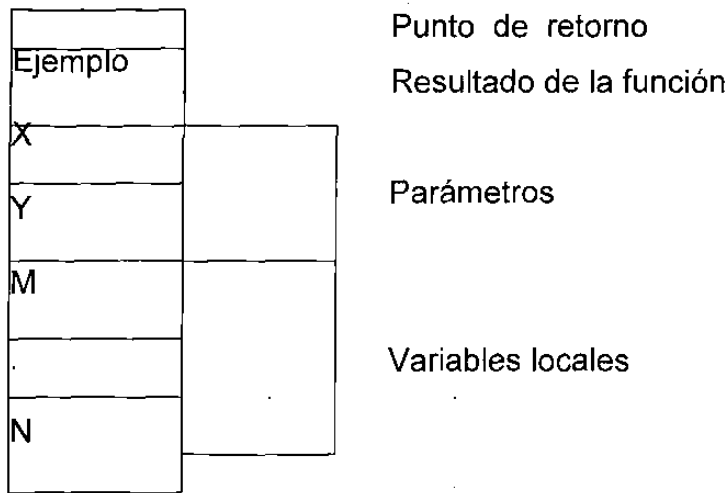 Punto de retorno
Ejemplo
Resultado de la función
X
Y
Parámetros
M
.
Variables locales
N